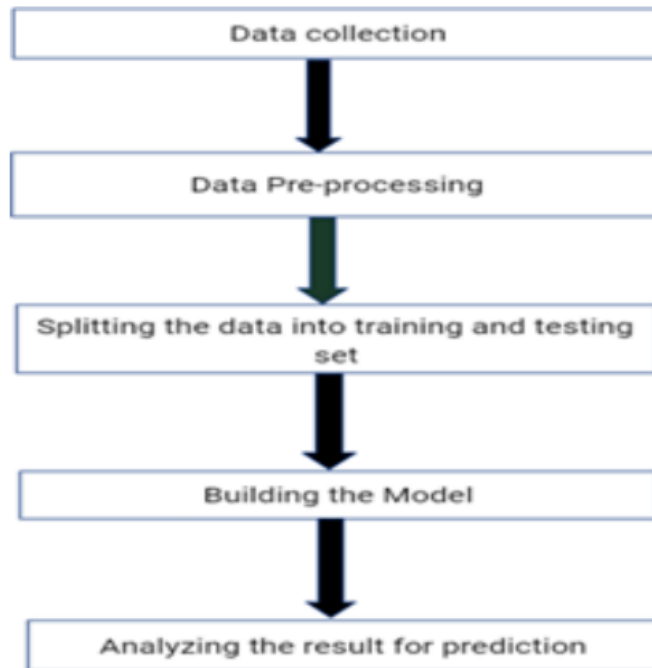 Data collection
Data Pre-processing
Splitting the data into training and testing
set
Building the Model
Analyzing the result for prediction